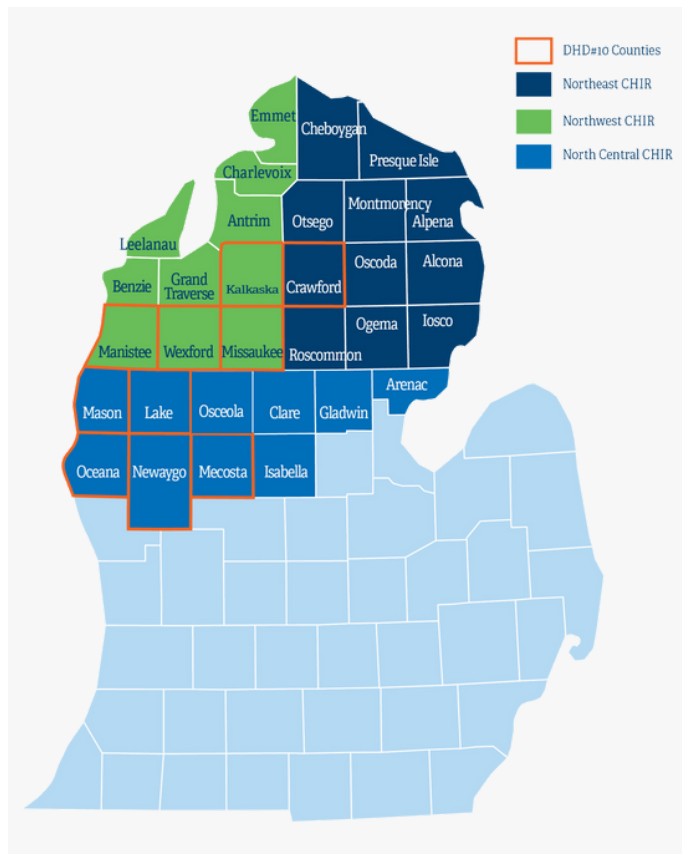 DHD#10 Counties
Northeast CHIR
Northwest CHIR
North Central CHIR
Emmet
Cheboygan
Presque Isle
Charlevoix
Antrim
Otsego
Montmorency
Alpena
Leelanau
Benzie
Grand
Traverse
Kalkaska
Crawford
Oscoda
Alcona
Manistee
Wexford
Missaukee
Roscommon
Ogema
Iosco
Mason
Lake
Osceola
Clare
Gladwin
Arenac
Oceana
Newaygo
Mecosta
Isabella